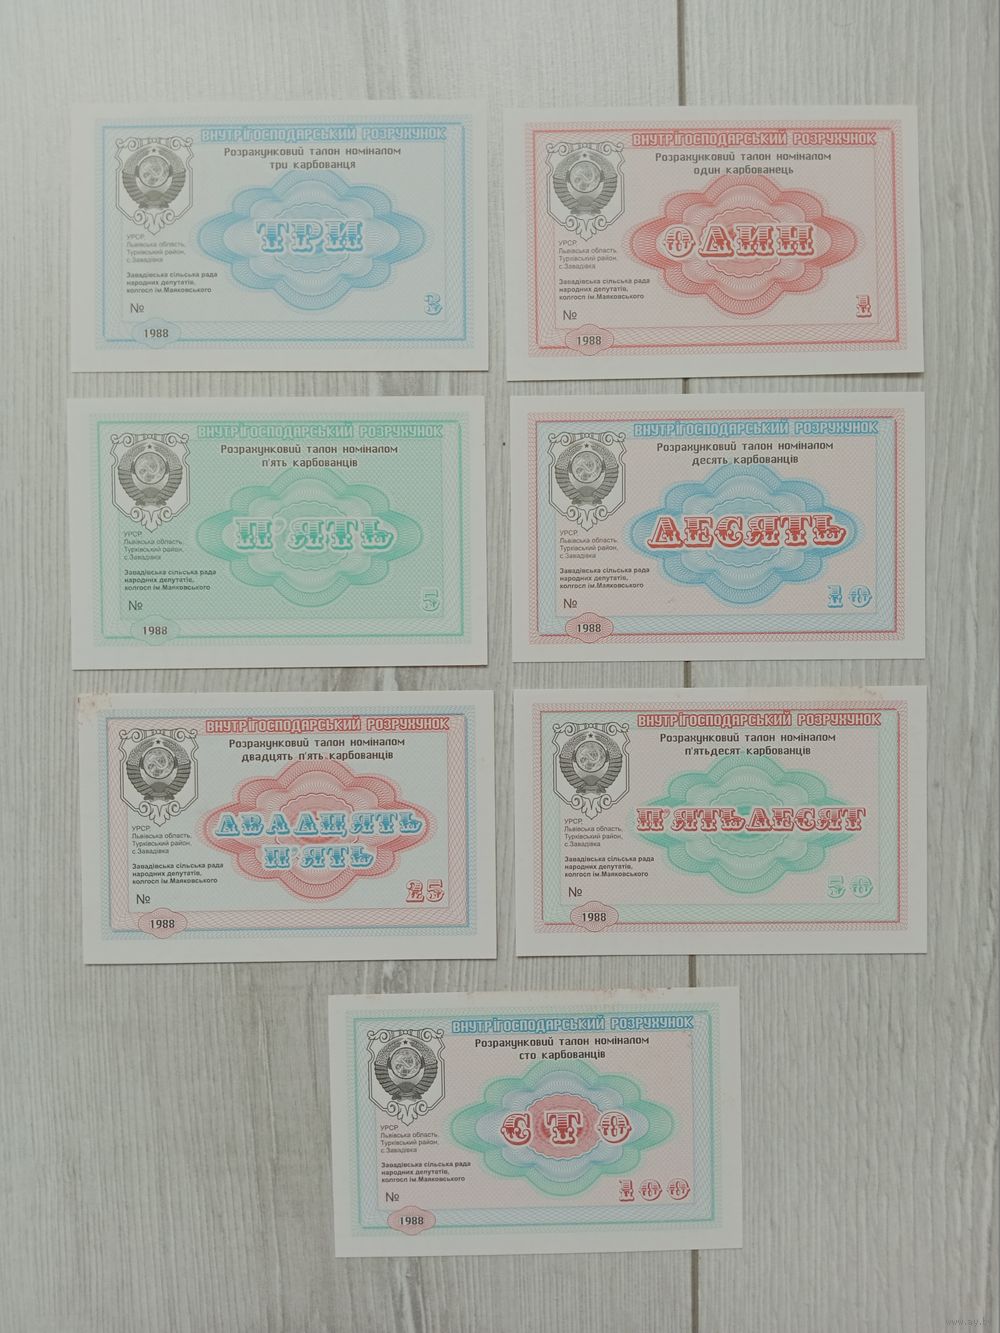 ВНУТРІГОСПОДАРСЬКИЙ РОЗРУХУНОК
Розрахунковий талон номіналом
три карбованця
ТРИ
УРСР,
Львівська область,
Турківський район,
с.Завадівка
Завадівська сільська рада
народних депутатів,
колгосп ім.Маяковського
№
3
1988
ВНУТРІГОСПОДАРСЬКИЙ РОЗРУХУНОК
Розрахунковий талон номіналом
один карбованець
ОДИН
УРСР,
Львівська область,
Турківський район,
с.Завадівка
Завадівська сільська рада
народних депутатів,
колгосп ім.Маяковського
№
1
1988
ВНУТРІГОСПОДАРСЬКИЙ РОЗРУХУНОК
Розрахунковий талон номіналом
п'ять карбованців
П'ЯТЬ
УРСР,
Львівська область,
Турківський район,
с.Завадівка
Завадівська сільська рада
народних депутатів,
колгосп ім.Маяковського
№
5
1988
ВНУТРІГОСПОДАРСЬКИЙ РОЗРУХУНОК
Розрахунковий талон номіналом
десять карбованців
ДЕСЯТЬ
УРСР,
Львівська область,
Турківський район,
с.Завадівка
Завадівська сільська рада
народних депутатів,
колгосп ім.Маяковського
№
10
1988
ВНУТРІГОСПОДАРСЬКИЙ РОЗРУХУНОК
Розрахунковий талон номіналом
двадцять п'ять карбованців
ДВАДЦЯТЬ
П'ЯТЬ
УРСР,
Львівська область,
Турківський район,
с.Завадівка
Завадівська сільська рада
народних депутатів,
колгосп ім.Маяковського
№
25
1988
ВНУТРІГОСПОДАРСЬКИЙ РОЗРУХУНОК
Розрахунковий талон номіналом
п'ятьдесят карбованців
П'ЯТЬДЕСЯТ
УРСР,
Львівська область,
Турківський район,
с.Завадівка
Завадівська сільська рада
народних депутатів,
колгосп ім.Маяковського
№
50
1988
ВНУТРІГОСПОДАРСЬКИЙ РОЗРУХУНОК
Розрахунковий талон номіналом
сто карбованців
СТО
УРСР,
Львівська область,
Турківський район,
с.Завадівка
Завадівська сільська рада
народних депутатів,
колгосп ім.Маяковського
№
100
1988